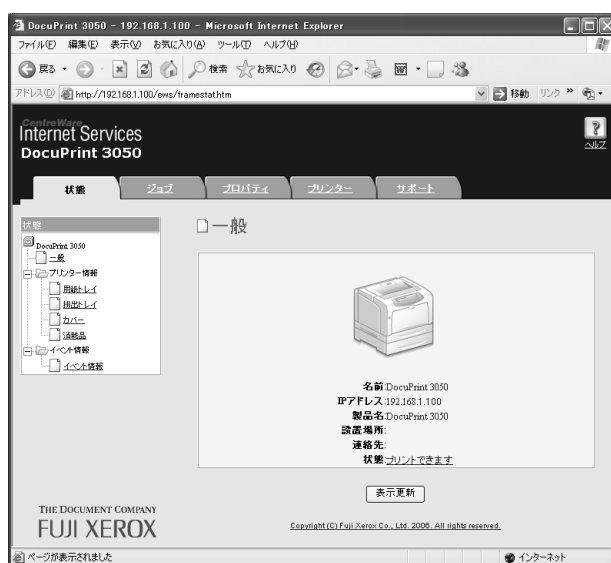 DocuPrint 3050 - 192.168.1.100 - Microsoft Internet Explorer
ファイル(F) 編集(E) 表示(V) お気に入り(A) ツール(T) ヘルプ(H)
戻る 検索 お気に入り
アドレス(D) http://192.168.1.100/ews/framestat.htm 移動 リンク »
CentreWare
Internet Services
DocuPrint 3050
?
ヘルプ
状態 ジョブ プロパティ プリンター サポート
状態
DocuPrint 3050
一般
プリンター情報
用紙トレイ
排出トレイ
カバー
消耗品
イベント情報
イベント情報
一般
名前:DocuPrint 3050
IPアドレス:192.168.1.100
製品名:DocuPrint 3050
設置場所:
連絡先:
状態:プリントできます
表示更新
THE DOCUMENT COMPANY
FUJI XEROX
Copyright (C) Fuji Xerox Co., Ltd. 2006. All rights reserved.
ページが表示されました インターネット